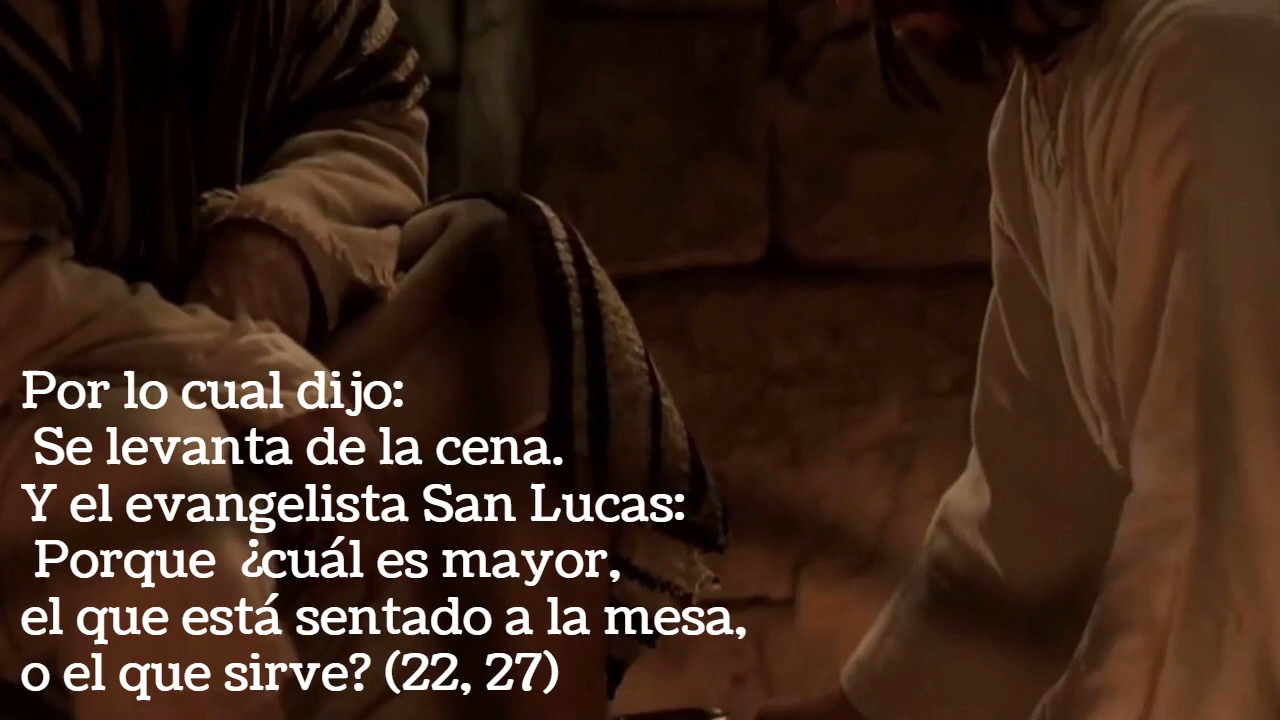 Por lo cual dijo:
Se levanta de la cena.
Y el evangelista San Lucas:
Porque ¿cuál es mayor,
el que está sentado a la mesa,
o el que sirve? (22, 27)